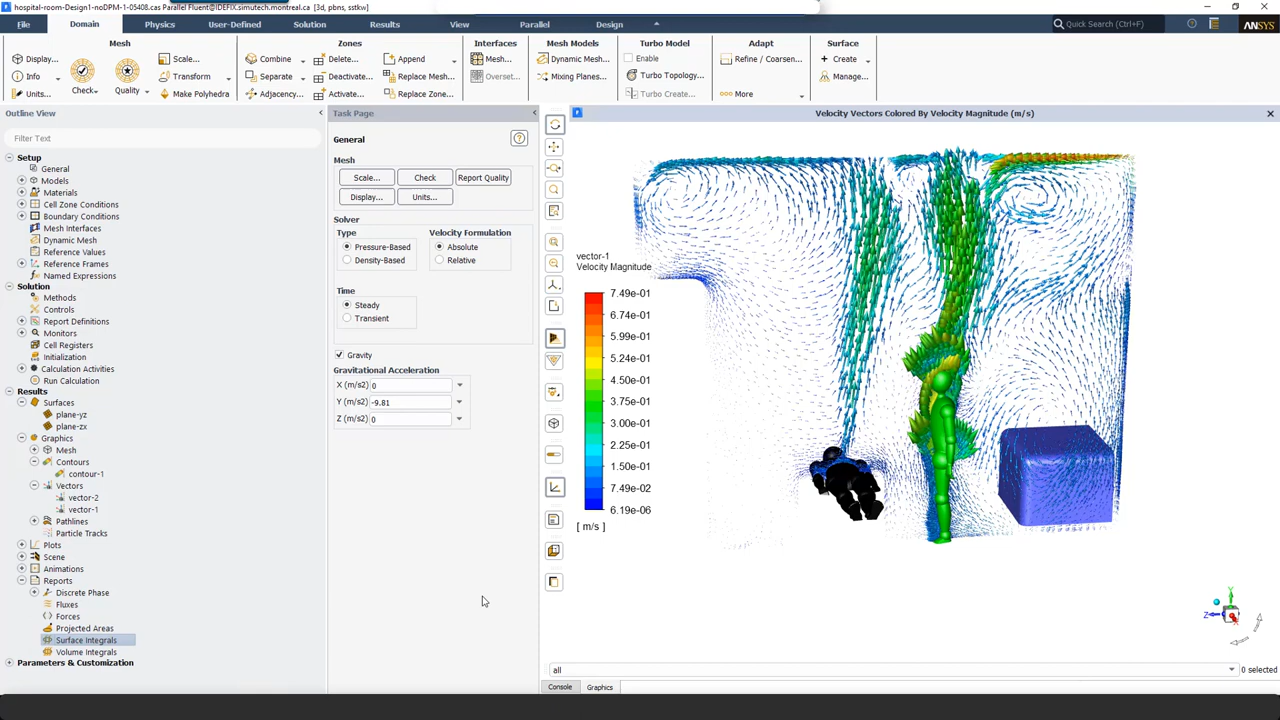 hospital-room-Design1-noDPM-1-05408.cas Parallel Fluent@IDEFIX.simutech.montreal.ca [3d, pbns, sstkw]
File Domain Physics User-Defined Solution Results View Parallel Design Quick Search (Ctrl+F) ANSYS
Mesh Zones Interfaces Mesh Models Turbo Model Adapt Surface
Display... Scale... Combine Delete... Append Mesh... Dynamic Mesh... Enable Refine / Coarsen... Create
Info Transform Separate Deactivate... Replace Mesh... Overset... Mixing Planes... Turbo Topology... Manage...
Units... Check Quality Make Polyhedra Adjacency... Activate... Replace Zone... Turbo Create... More
Outline View
Filter Text
Setup
General
Models
Materials
Cell Zone Conditions
Boundary Conditions
Mesh Interfaces
Dynamic Mesh
Reference Values
Reference Frames
Named Expressions
Solution
Methods
Controls
Report Definitions
Monitors
Cell Registers
Initialization
Calculation Activities
Run Calculation
Results
Surfaces
plane-yz
plane-zx
Graphics
Mesh
Contours
contour-1
Vectors
vector-2
vector-1
Pathlines
Particle Tracks
Plots
Scene
Animations
Reports
Discrete Phase
Fluxes
Forces
Projected Areas
Surface Integrals
Volume Integrals
Parameters & Customization
Task Page
General
Mesh
Scale... Check Report Quality
Display... Units...
Solver
Type Velocity Formulation
Pressure-Based Absolute
Density-Based Relative
Time
Steady
Transient
Gravity
Gravitational Acceleration
X (m/s2) 0
Y (m/s2) -9.81
Z (m/s2) 0
Velocity Vectors Colored By Velocity Magnitude (m/s)
vector-1
Velocity Magnitude
7.49e-01
6.74e-01
5.99e-01
5.24e-01
4.50e-01
3.75e-01
3.00e-01
2.25e-01
1.50e-01
7.49e-02
6.19e-06
[ m/s ]
Y
Z
all 0 selected
Console Graphics